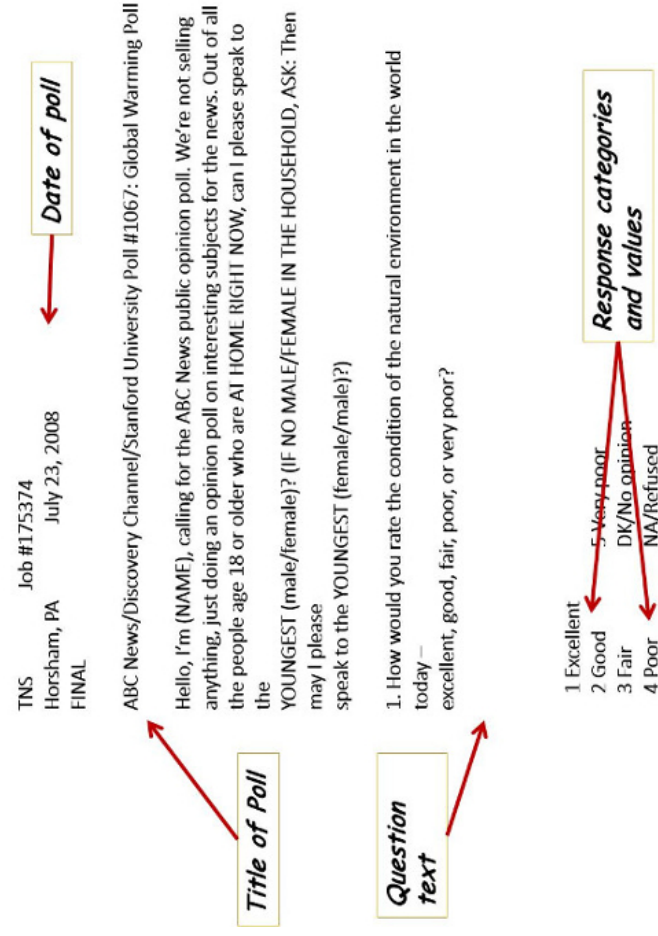 TNS Job #175374
Horsham, PA July 23, 2008
FINAL
Date of poll
ABC News/Discovery Channel/Stanford University Poll #1067: Global Warming Poll
Title of Poll
Hello, I'm (NAME), calling for the ABC News public opinion poll. We're not selling
anything, just doing an opinion poll on interesting subjects for the news. Out of all
the people age 18 or older who are AT HOME RIGHT NOW, can I please speak to
the
YOUNGEST (male/female)? (IF NO MALE/FEMALE IN THE HOUSEHOLD, ASK: Then
may I please
speak to the YOUNGEST (female/male)?)
Question
text
1. How would you rate the condition of the natural environment in the world
today –
excellent, good, fair, poor, or very poor?
1 Excellent
2 Good 5 Very poor
3 Fair DK/No opinion
4 Poor NA/Refused
Response categories
and values